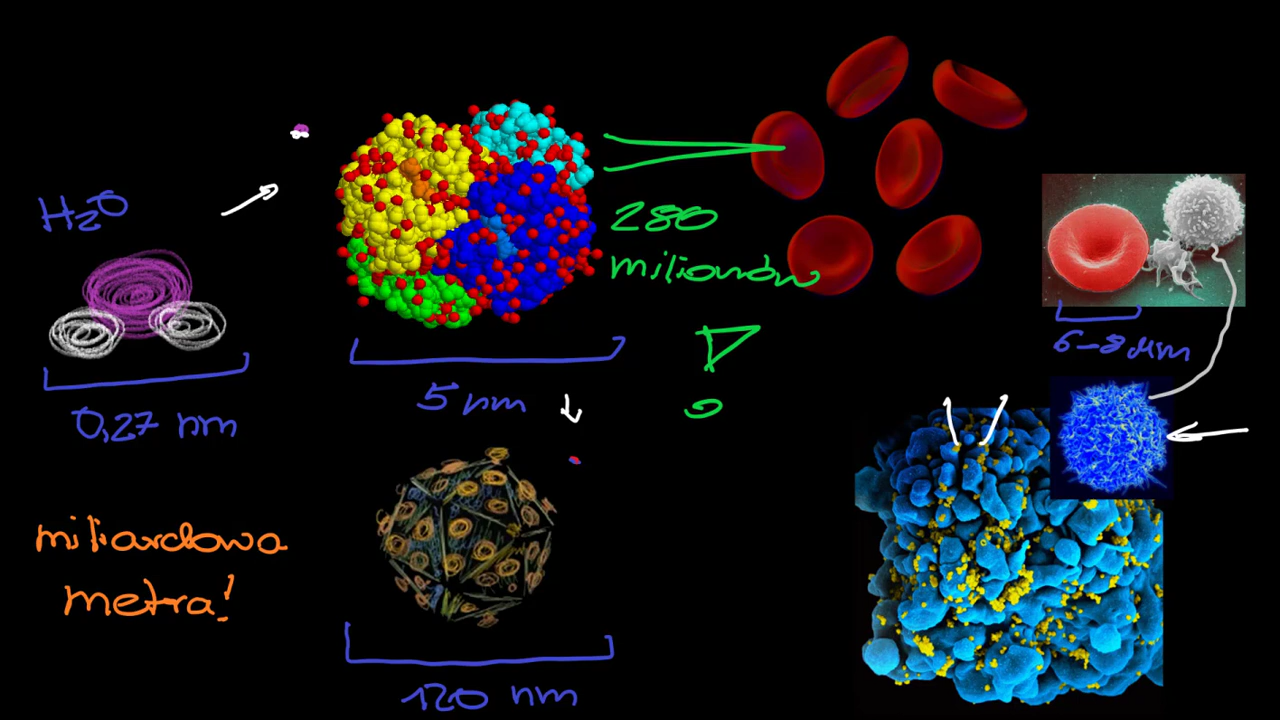 H₂O
0,27 nm
miliardowa
metra!
5 nm
120 nm
280
milionów
!
6-8 μm